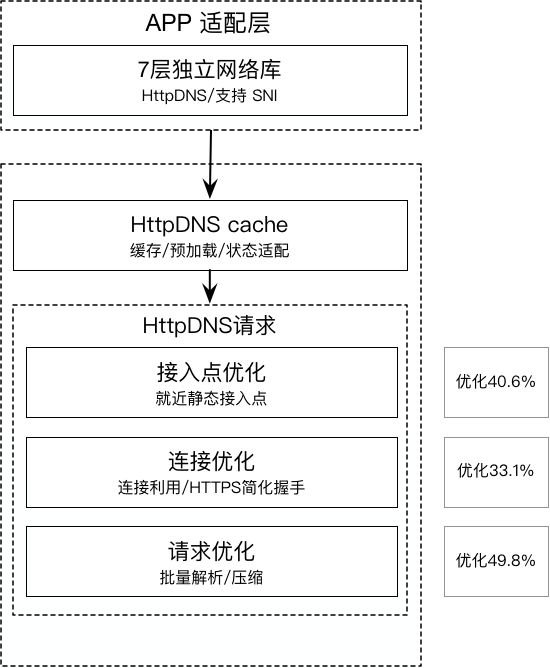 APP 适配层
7层独立网络库
HttpDNS/支持 SNI
HttpDNS cache
缓存/预加载/状态适配
HttpDNS请求
接入点优化
就近静态接入点
优化40.6%
连接优化
连接利用/HTTPS简化握手
优化33.1%
请求优化
批量解析/压缩
优化49.8%